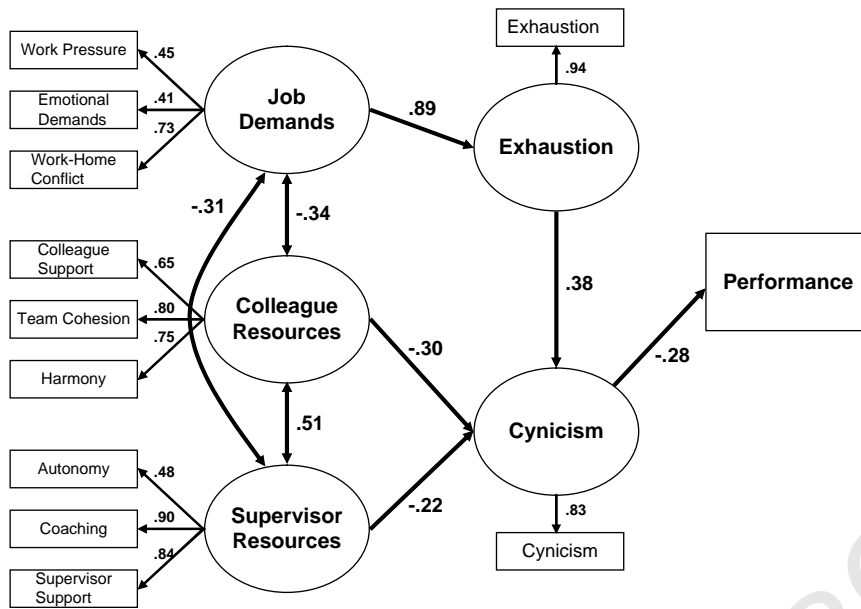 Exhaustion
Work Pressure
.45
.94
Emotional
Demands
.41
Job
Demands
.89
.73
Exhaustion
Work-Home
Conflict
-.31
-.34
Colleague
Support
.65
.38
Performance
Team Cohesion
.80
Colleague
Resources
.75
-.30
-.28
Harmony
.51
Cynicism
Autonomy
.48
-.22
.83
Coaching
.90
Supervisor
Resources
.84
Cynicism
Supervisor
Support